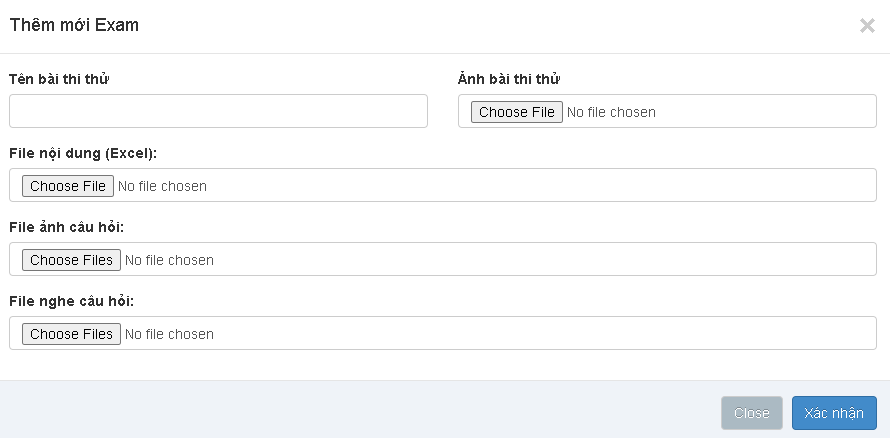 Thêm mới Exam ×
Tên bài thi thử
Ảnh bài thi thử
Choose File No file chosen
File nội dung (Excel):
Choose File No file chosen
File ảnh câu hỏi:
Choose Files No file chosen
File nghe câu hỏi:
Choose Files No file chosen
Close Xác nhận